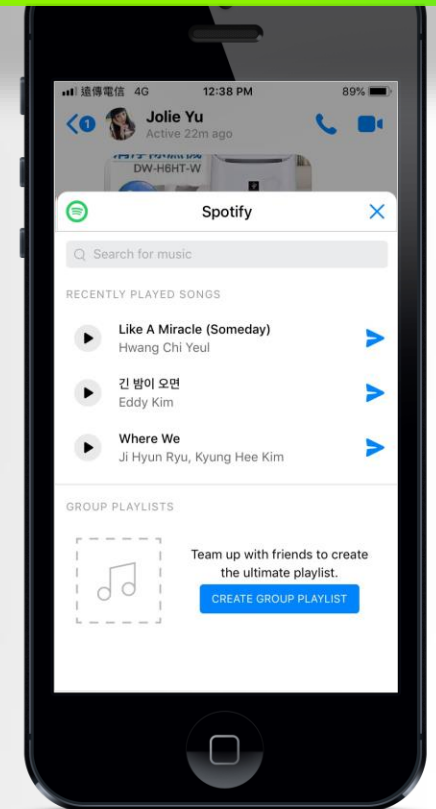 遠傳電信 4G 12:38 PM 89%
1 Jolie Yu
Active 22m ago
DW-H6HT-W
Spotify
Search for music
RECENTLY PLAYED SONGS
Like A Miracle (Someday)
Hwang Chi Yeul
긴 밤이 오면
Eddy Kim
Where We
Ji Hyun Ryu, Kyung Hee Kim
GROUP PLAYLISTS
Team up with friends to create
the ultimate playlist.
CREATE GROUP PLAYLIST